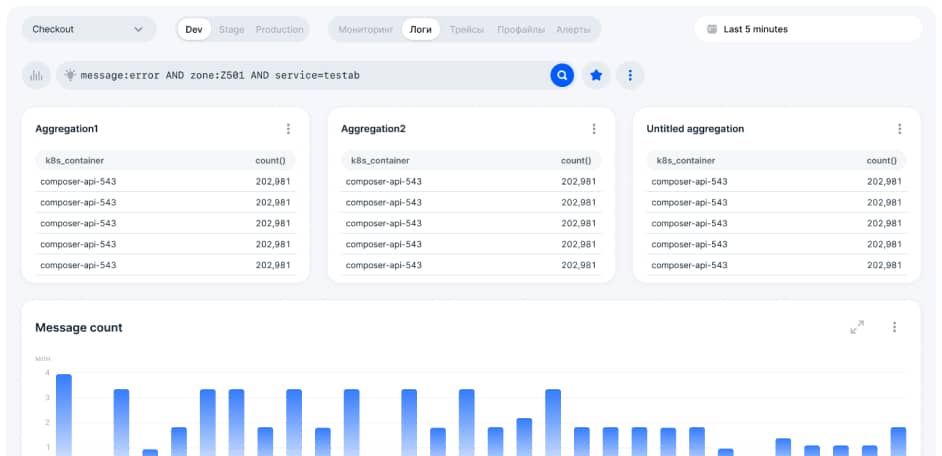 Checkout Dev Stage Production Мониторинг Логи Трейсы Профайлы Алерты Last 5 minutes
message:error AND zone:Z501 AND service=testab
Aggregation1 Aggregation2 Untitled aggregation
k8s_container count() k8s_container count() k8s_container count()
composer-api-543 202,981 composer-api-543 202,981 composer-api-543 202,981
composer-api-543 202,981 composer-api-543 202,981 composer-api-543 202,981
composer-api-543 202,981 composer-api-543 202,981 composer-api-543 202,981
composer-api-543 202,981 composer-api-543 202,981 composer-api-543 202,981
composer-api-543 202,981 composer-api-543 202,981 composer-api-543 202,981
Message count
млн
4
3
2
1